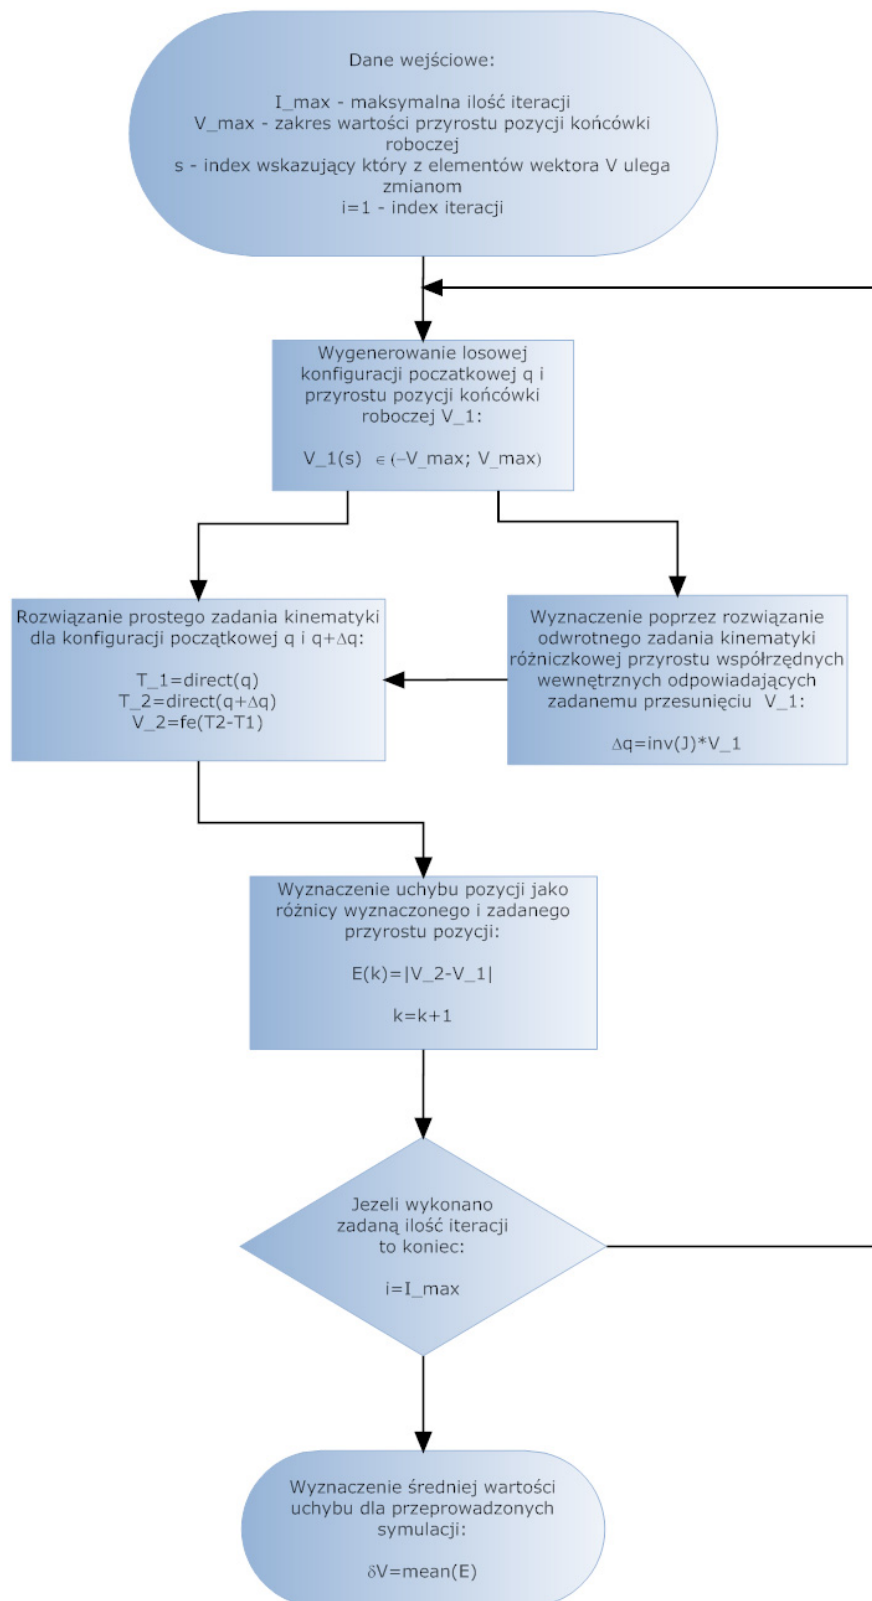 Dane wejściowe:
I_max - maksymalna ilość iteracji
V_max - zakres wartości przyrostu pozycji końcówki
roboczej
s - index wskazujący który z elementów wektora V ulega
zmianom
i=1 - index iteracji
Wygenerowanie losowej
konfiguracji poczatkowej q i
przyrostu pozycji końcówki
roboczej V_1:
V_1(s) ∈ (−V_max; V_max)
Rozwiązanie prostego zadania kinematyki
dla konfiguracji początkowej q i q+Δq:
T_1=direct(q)
T_2=direct(q+Δq)
V_2=fe(T2-T1)
Wyznaczenie poprzez rozwiązanie
odwrotnego zadania kinematyki
różniczkowej przyrostu współrzędnych
wewnętrznych odpowiadających
zadanemu przesunięciu V_1:
Δq=inv(J)*V_1
Wyznaczenie uchybu pozycji jako
różnicy wyznaczonego i zadanego
przyrostu pozycji:
E(k)=|V_2-V_1|
k=k+1
Jezeli wykonano
zadaną ilość iteracji
to koniec:
i=I_max
Wyznaczenie średniej wartości
uchybu dla przeprowadzonych
symulacji:
δV=mean(E)